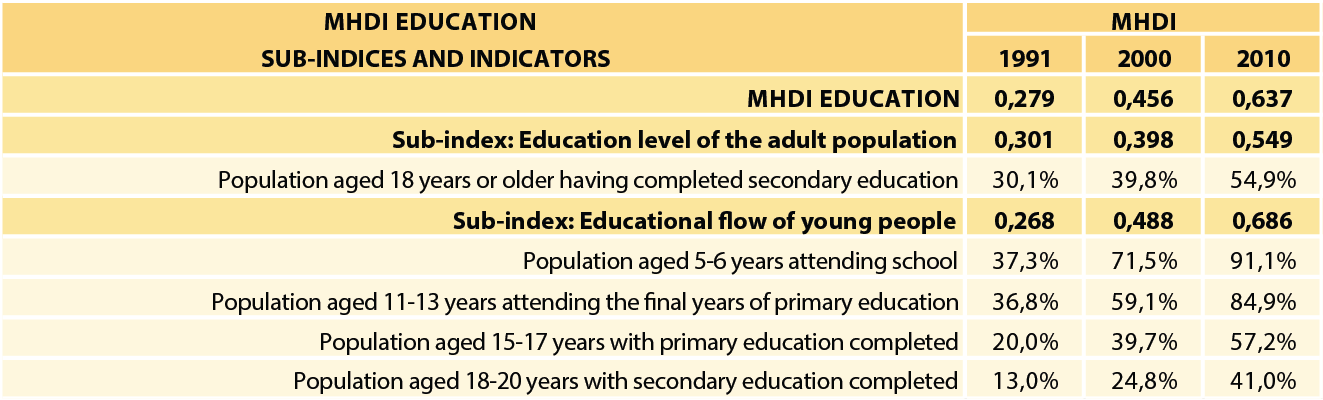 MHDI EDUCATION
SUB-INDICES AND INDICATORS
MHDI
1991 2000 2010
MHDI EDUCATION 0,279 0,456 0,637
Sub-index: Education level of the adult population 0,301 0,398 0,549
Population aged 18 years or older having completed secondary education 30,1% 39,8% 54,9%
Sub-index: Educational flow of young people 0,268 0,488 0,686
Population aged 5-6 years attending school 37,3% 71,5% 91,1%
Population aged 11-13 years attending the final years of primary education 36,8% 59,1% 84,9%
Population aged 15-17 years with primary education completed 20,0% 39,7% 57,2%
Population aged 18-20 years with secondary education completed 13,0% 24,8% 41,0%